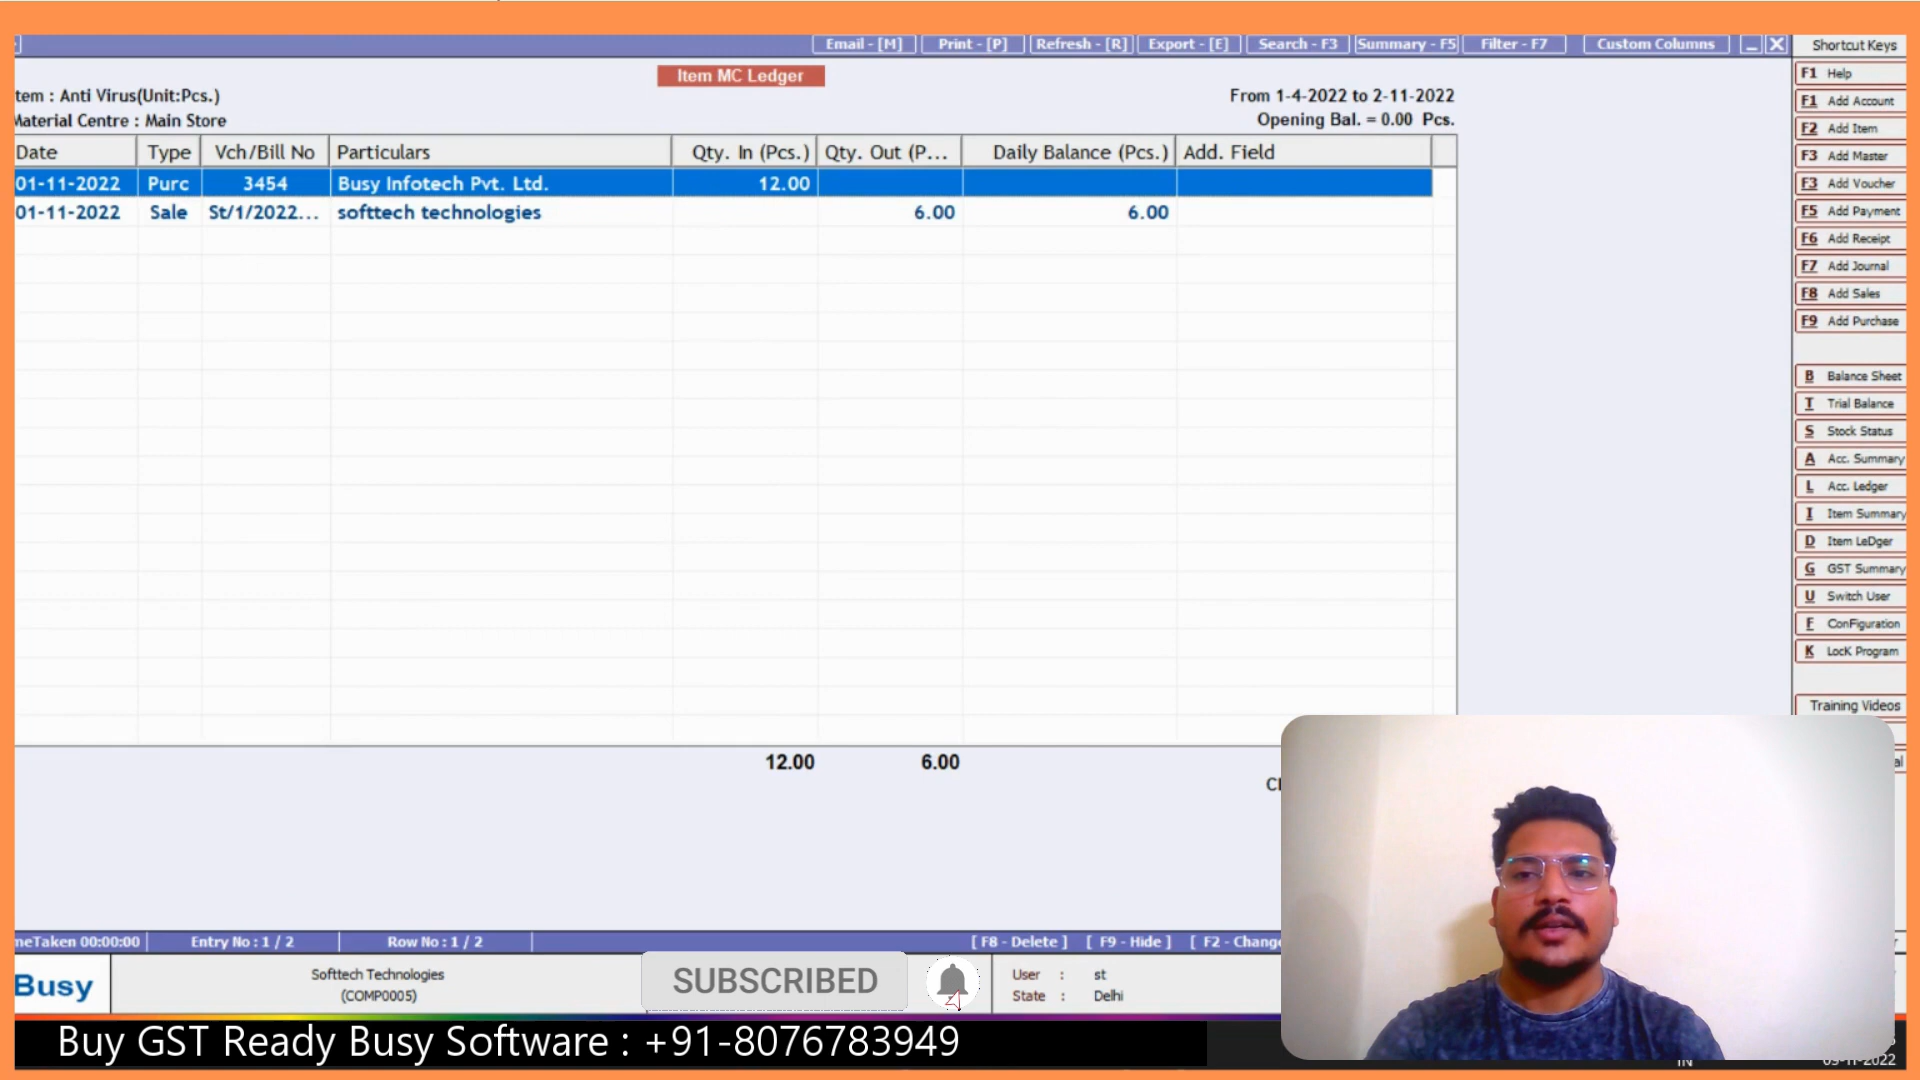 Email - [M] Print - [P] Refresh - [R] Export - [E] Search - F3 Summary - F5 Filter - F7 Custom Columns
Item MC Ledger
tem : Anti Virus(Unit:Pcs.)
From 1-4-2022 to 2-11-2022
Material Centre : Main Store
Opening Bal. = 0.00 Pcs.
Date Type Vch/Bill No Particulars Qty. In (Pcs.) Qty. Out (P... Daily Balance (Pcs.) Add. Field
01-11-2022 Purc 3454 Busy Infotech Pvt. Ltd. 12.00
01-11-2022 Sale St/1/2022... softtech technologies 6.00 6.00
12.00 6.00
Shortcut Keys
F1 Help
F1 Add Account
F2 Add Item
F3 Add Master
F3 Add Voucher
F5 Add Payment
F6 Add Receipt
F7 Add Journal
F8 Add Sales
F9 Add Purchase
B Balance Sheet
T Trial Balance
S Stock Status
A Acc. Summary
L Acc. Ledger
I Item Summary
D Item LeDger
G GST Summary
U Switch User
F ConFiguration
K LocK Program
Training Videos
meTaken 00:00:00 Entry No : 1 / 2 Row No : 1 / 2 [ F8 - Delete ] [ F9 - Hide ] [ F2 - Change
Busy
Softtech Technologies
(COMP0005)
SUBSCRIBED
User : st
State : Delhi
Buy GST Ready Busy Software : +91-8076783949
IN